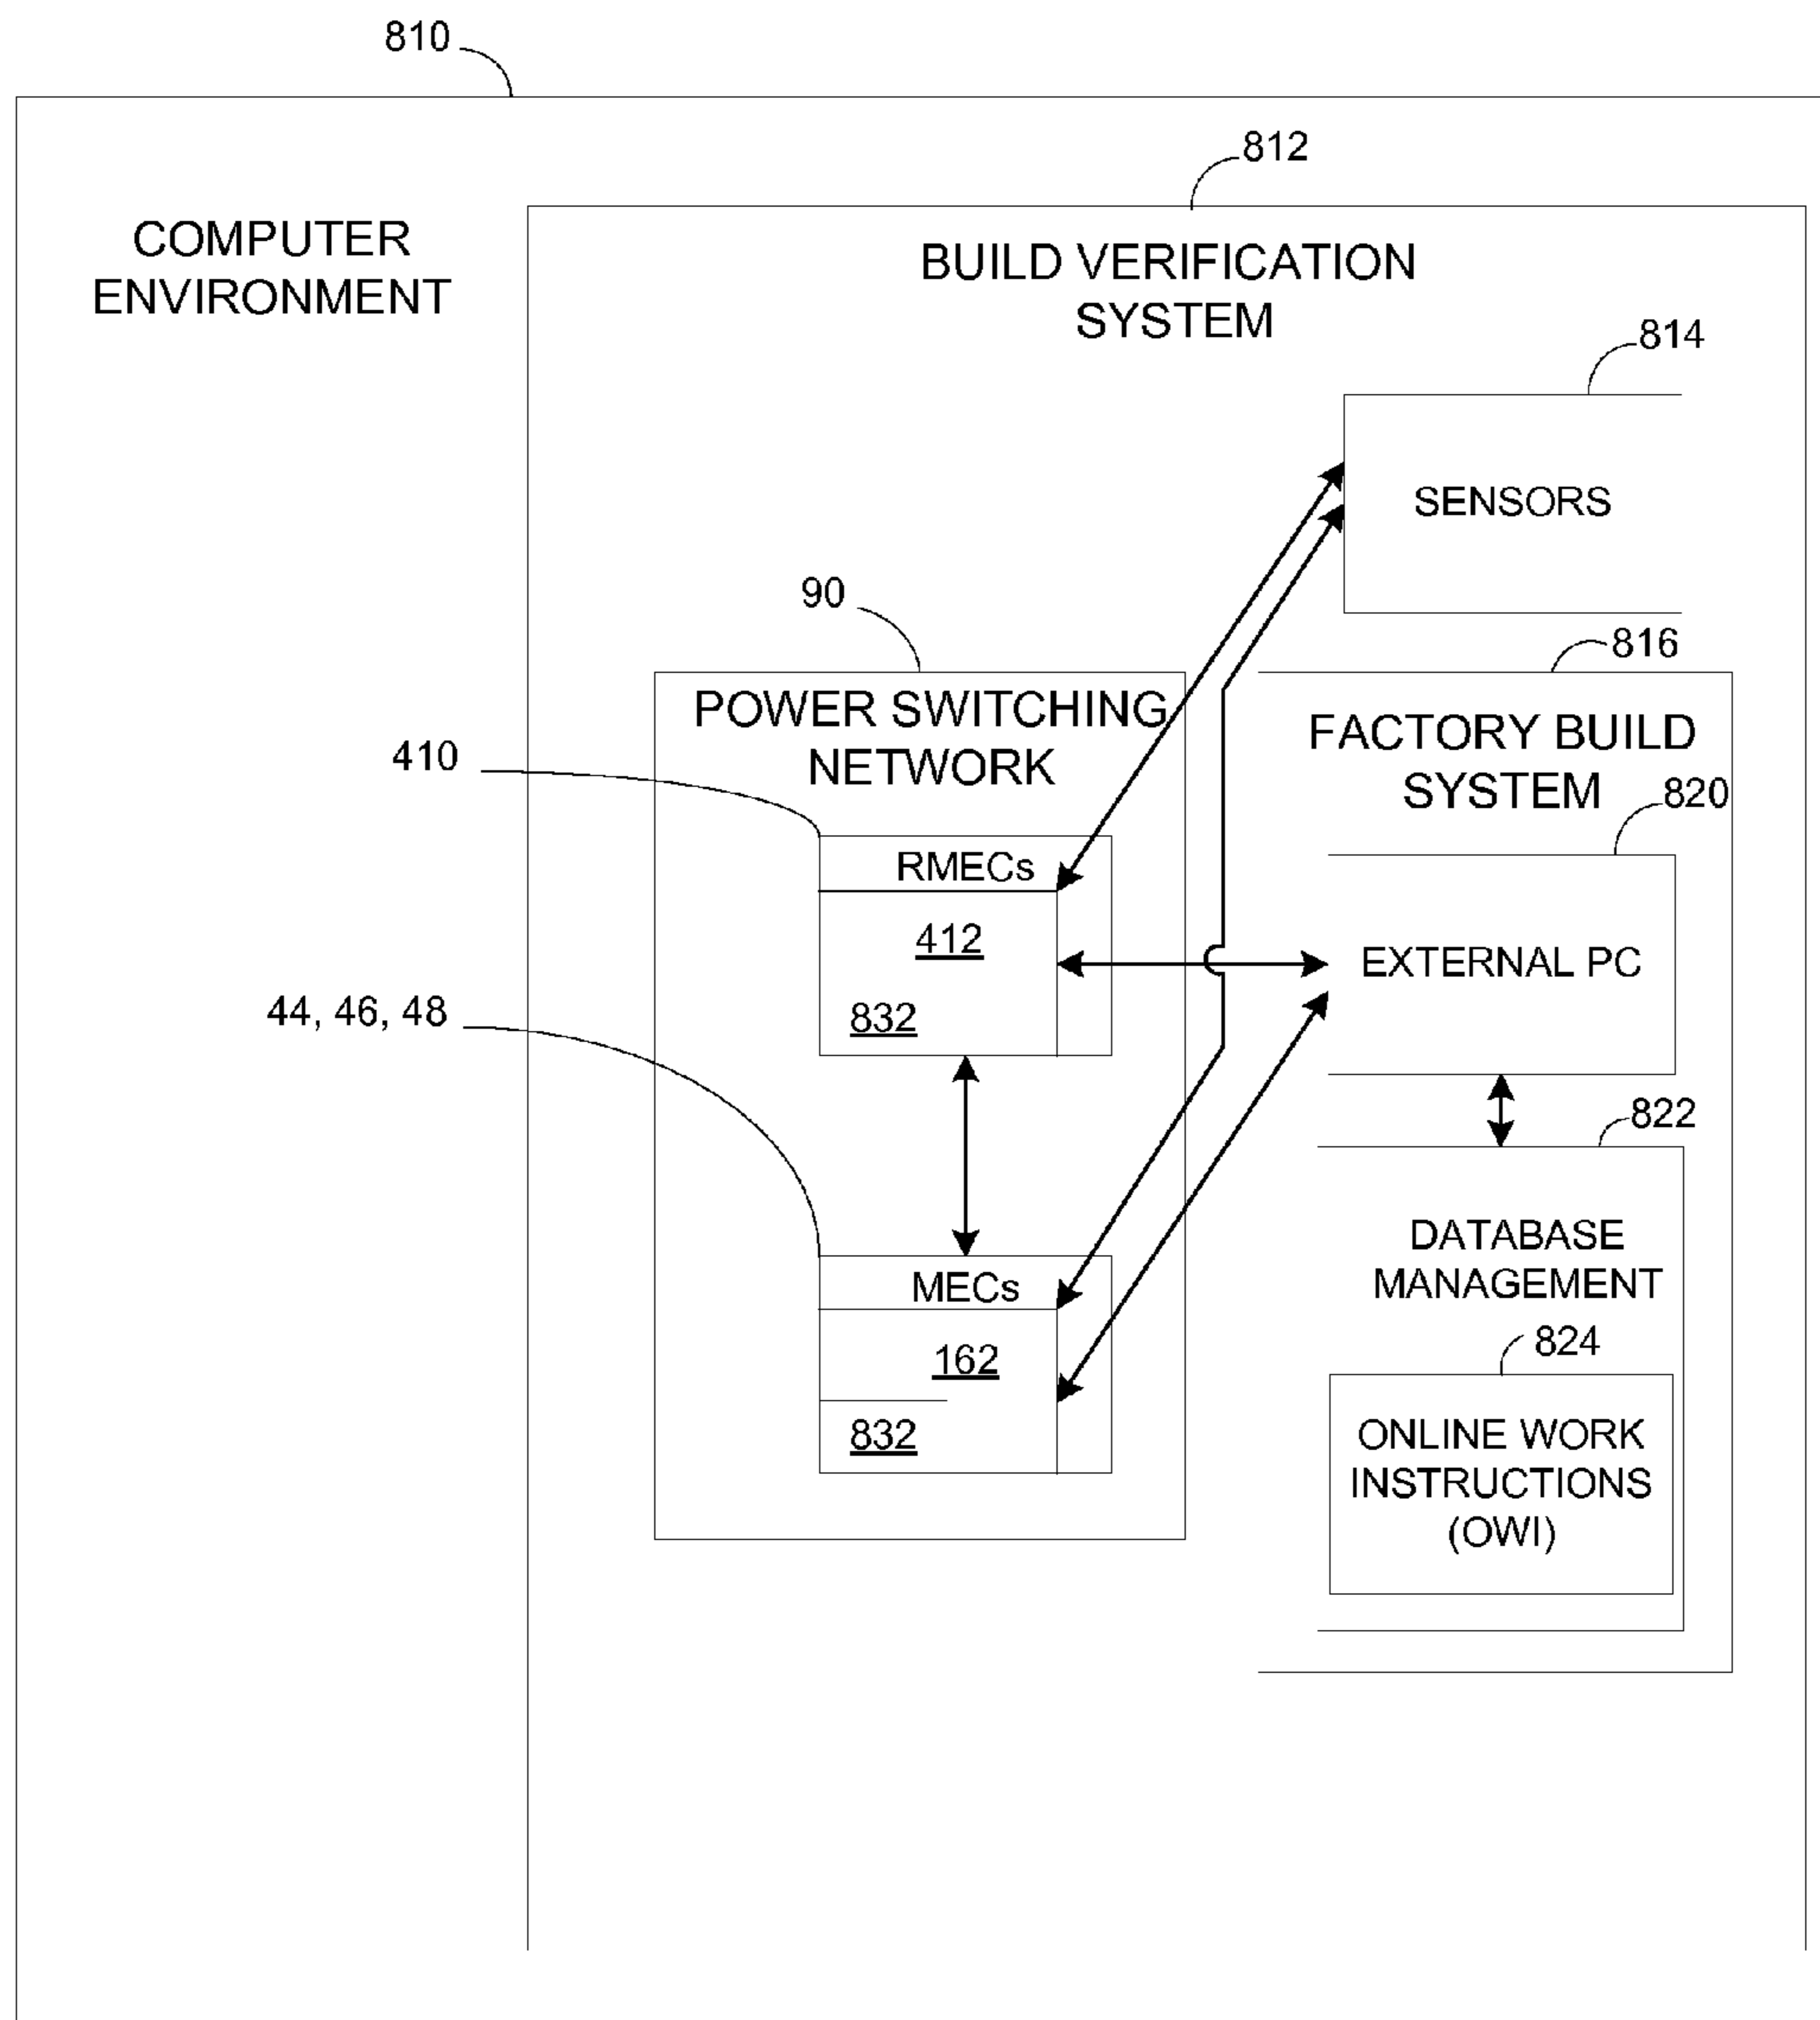 810
812
COMPUTER
ENVIRONMENT
BUILD VERIFICATION
SYSTEM
814
SENSORS
90
816
POWER SWITCHING
NETWORK
FACTORY BUILD
SYSTEM
410
820
RMECs
412
832
EXTERNAL PC
44, 46, 48
822
DATABASE
MANAGEMENT
MECs
162
832
824
ONLINE WORK
INSTRUCTIONS
(OWI)